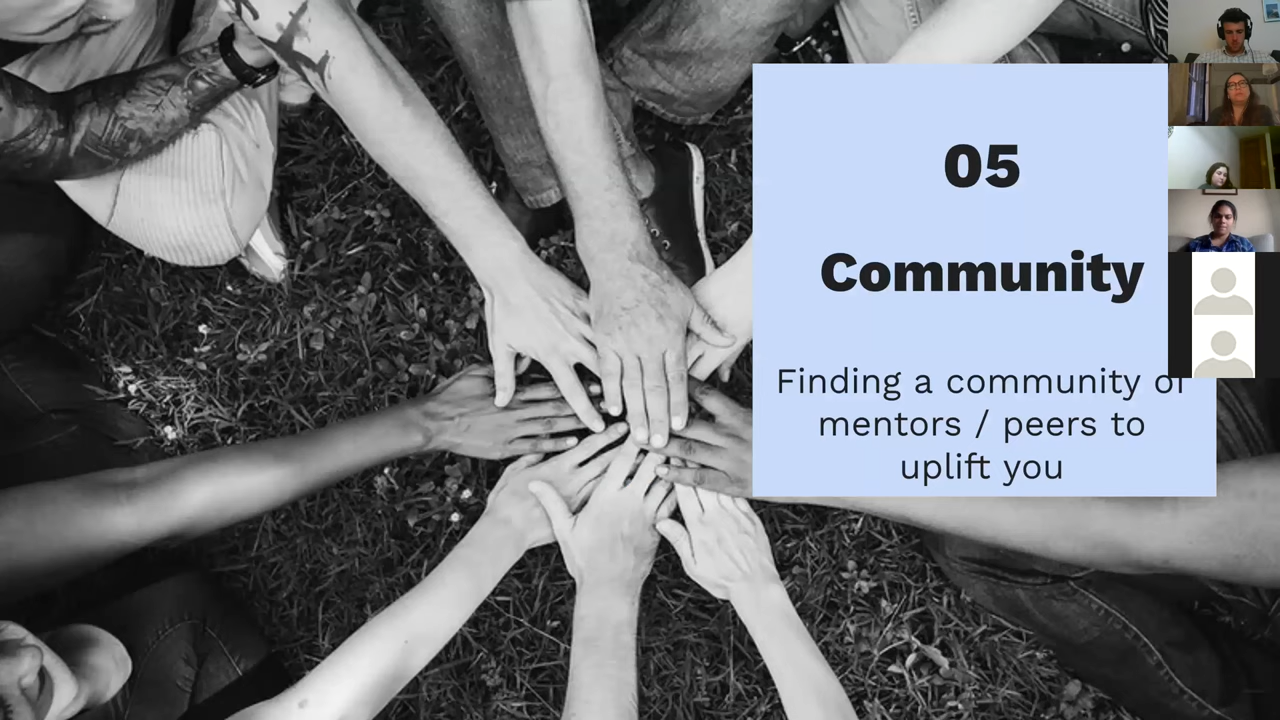 05
Community
Finding a community of
mentors / peers to
uplift you